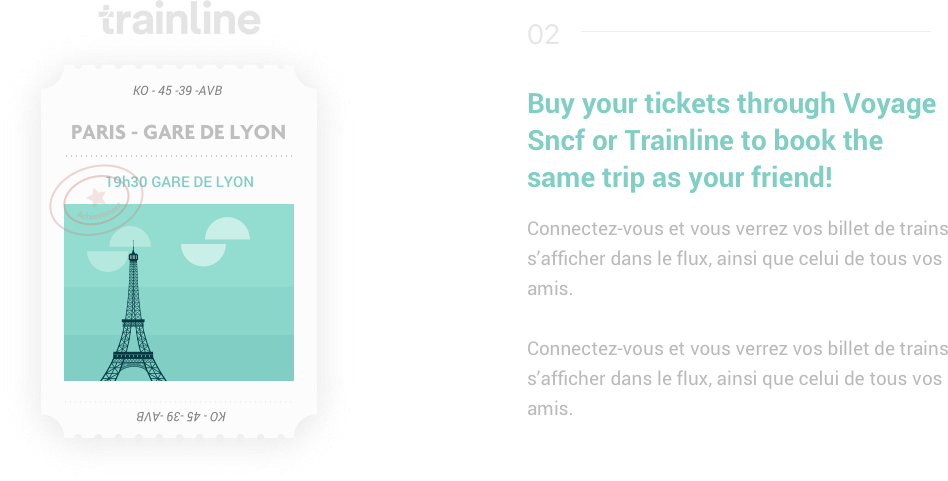 trainline
KO - 45 -39 -AVB
PARIS - GARE DE LYON
19h30 GARE DE LYON
KO - 45 -39 -AVB
02
Buy your tickets through Voyage
Sncf or Trainline to book the
same trip as your friend!
Connectez-vous et vous verrez vos billet de trains
s’afficher dans le flux, ainsi que celui de tous vos
amis.
Connectez-vous et vous verrez vos billet de trains
s’afficher dans le flux, ainsi que celui de tous vos
amis.